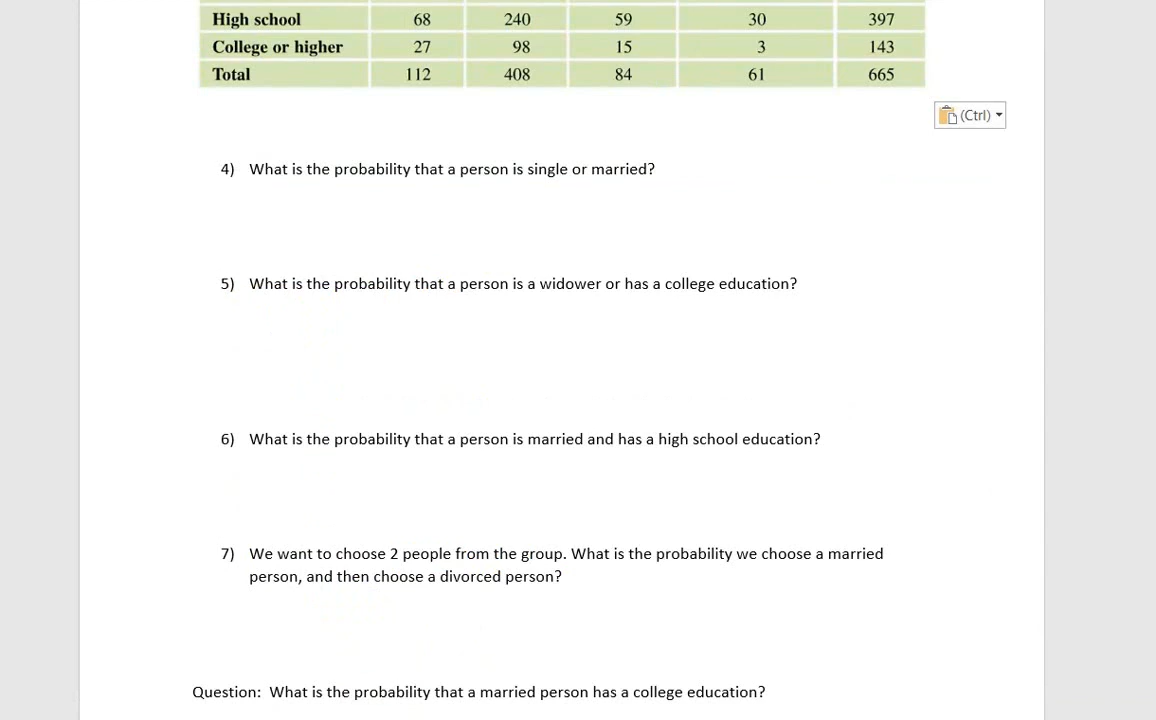 High school 68 240 59 30 397
College or higher 27 98 15 3 143
Total 112 408 84 61 665
(Ctrl)
4) What is the probability that a person is single or married?
5) What is the probability that a person is a widower or has a college education?
6) What is the probability that a person is married and has a high school education?
7) We want to choose 2 people from the group. What is the probability we choose a married
person, and then choose a divorced person?
Question: What is the probability that a married person has a college education?